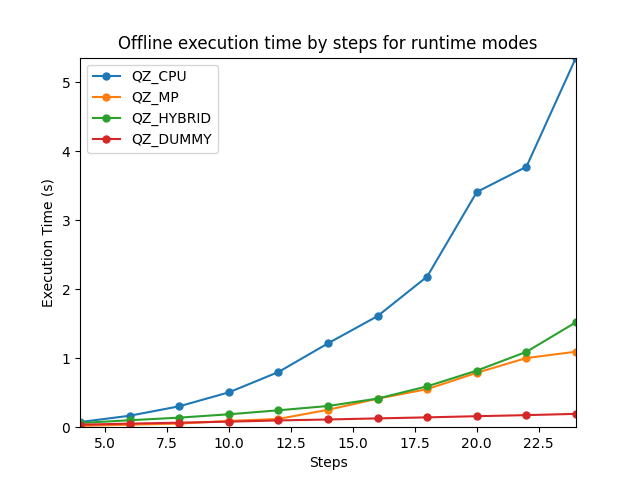 Offline execution time by steps for runtime modes
QZ_CPU
QZ_MP
QZ_HYBRID
QZ_DUMMY
Execution Time (s)
5
4
3
2
1
0
5.0 7.5 10.0 12.5 15.0 17.5 20.0 22.5
Steps